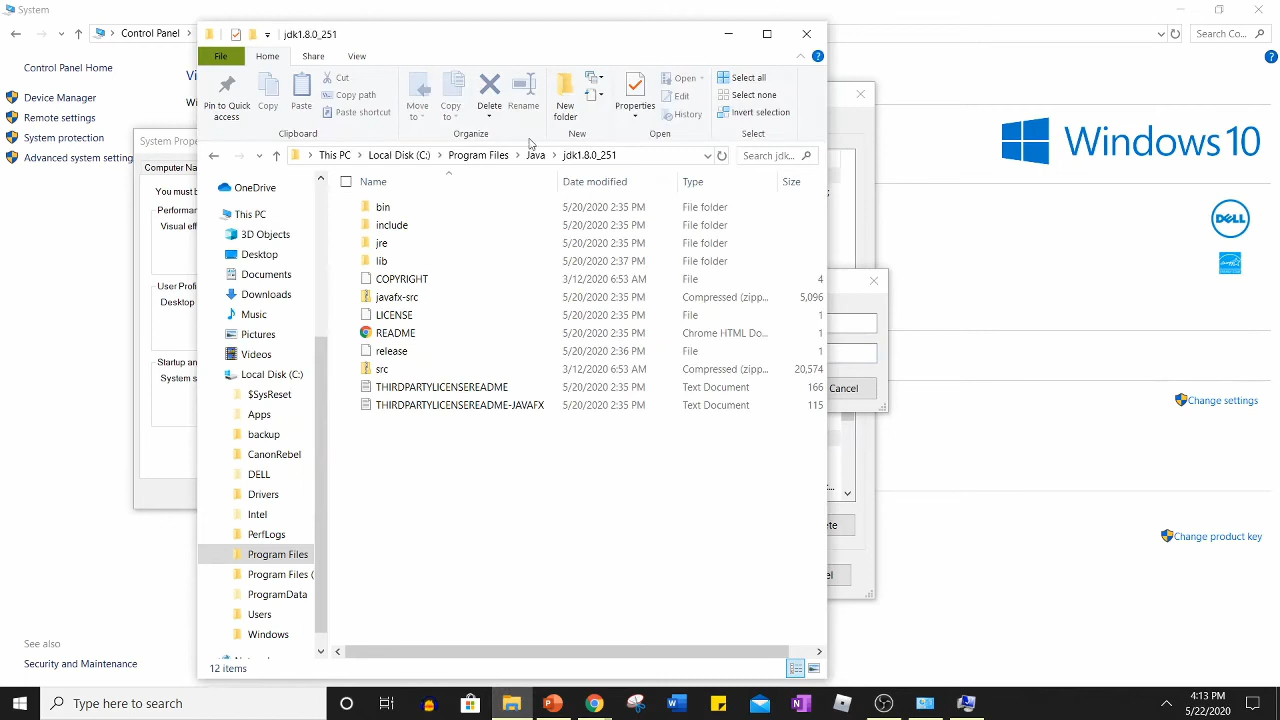 System
jdk1.8.0_251
Control Panel
Search Co...
File Home Share View
Control Panel Home
Device Manager
Remote settings
System protection
Advanced system setting
Pin to Quick access
Copy
Paste
Cut
Copy path
Paste shortcut
Clipboard
Move to
Copy to
Delete
Rename
Organize
New folder
New
Properties
Open
Edit
History
Open
Select all
Select none
Invert selection
Select
Windows 10
System Prope
Computer Na
You must b
Performa
Visual eff
User Profi
Desktop
Startup an
System s
This PC > Local Disk (C:) > Program Files > Java > jdk1.8.0_251
Search jdk...
Name Date modified Type Size
bin 5/20/2020 2:35 PM File folder
include 5/20/2020 2:35 PM File folder
jre 5/20/2020 2:35 PM File folder
lib 5/20/2020 2:37 PM File folder
COPYRIGHT 3/12/2020 6:53 AM File 4
javafx-src 5/20/2020 2:35 PM Compressed (zipp... 5,096
LICENSE 5/20/2020 2:35 PM File 1
README 5/20/2020 2:35 PM Chrome HTML Do... 1
release 5/20/2020 2:36 PM File 1
src 3/12/2020 6:53 AM Compressed (zipp... 20,574
THIRDPARTYLICENSEREADME 5/20/2020 2:35 PM Text Document 166
THIRDPARTYLICENSEREADME-JAVAFX 5/20/2020 2:35 PM Text Document 115
OneDrive
This PC
3D Objects
Desktop
Documents
Downloads
Music
Pictures
Videos
Local Disk (C:)
$SysReset
Apps
backup
CanonRebel
DELL
Drivers
Intel
PerfLogs
Program Files
Program Files (
ProgramData
Users
Windows
12 items
DELL
Cancel
Change settings
Change product key
See also
Security and Maintenance
Type here to search
4:13 PM
5/22/2020